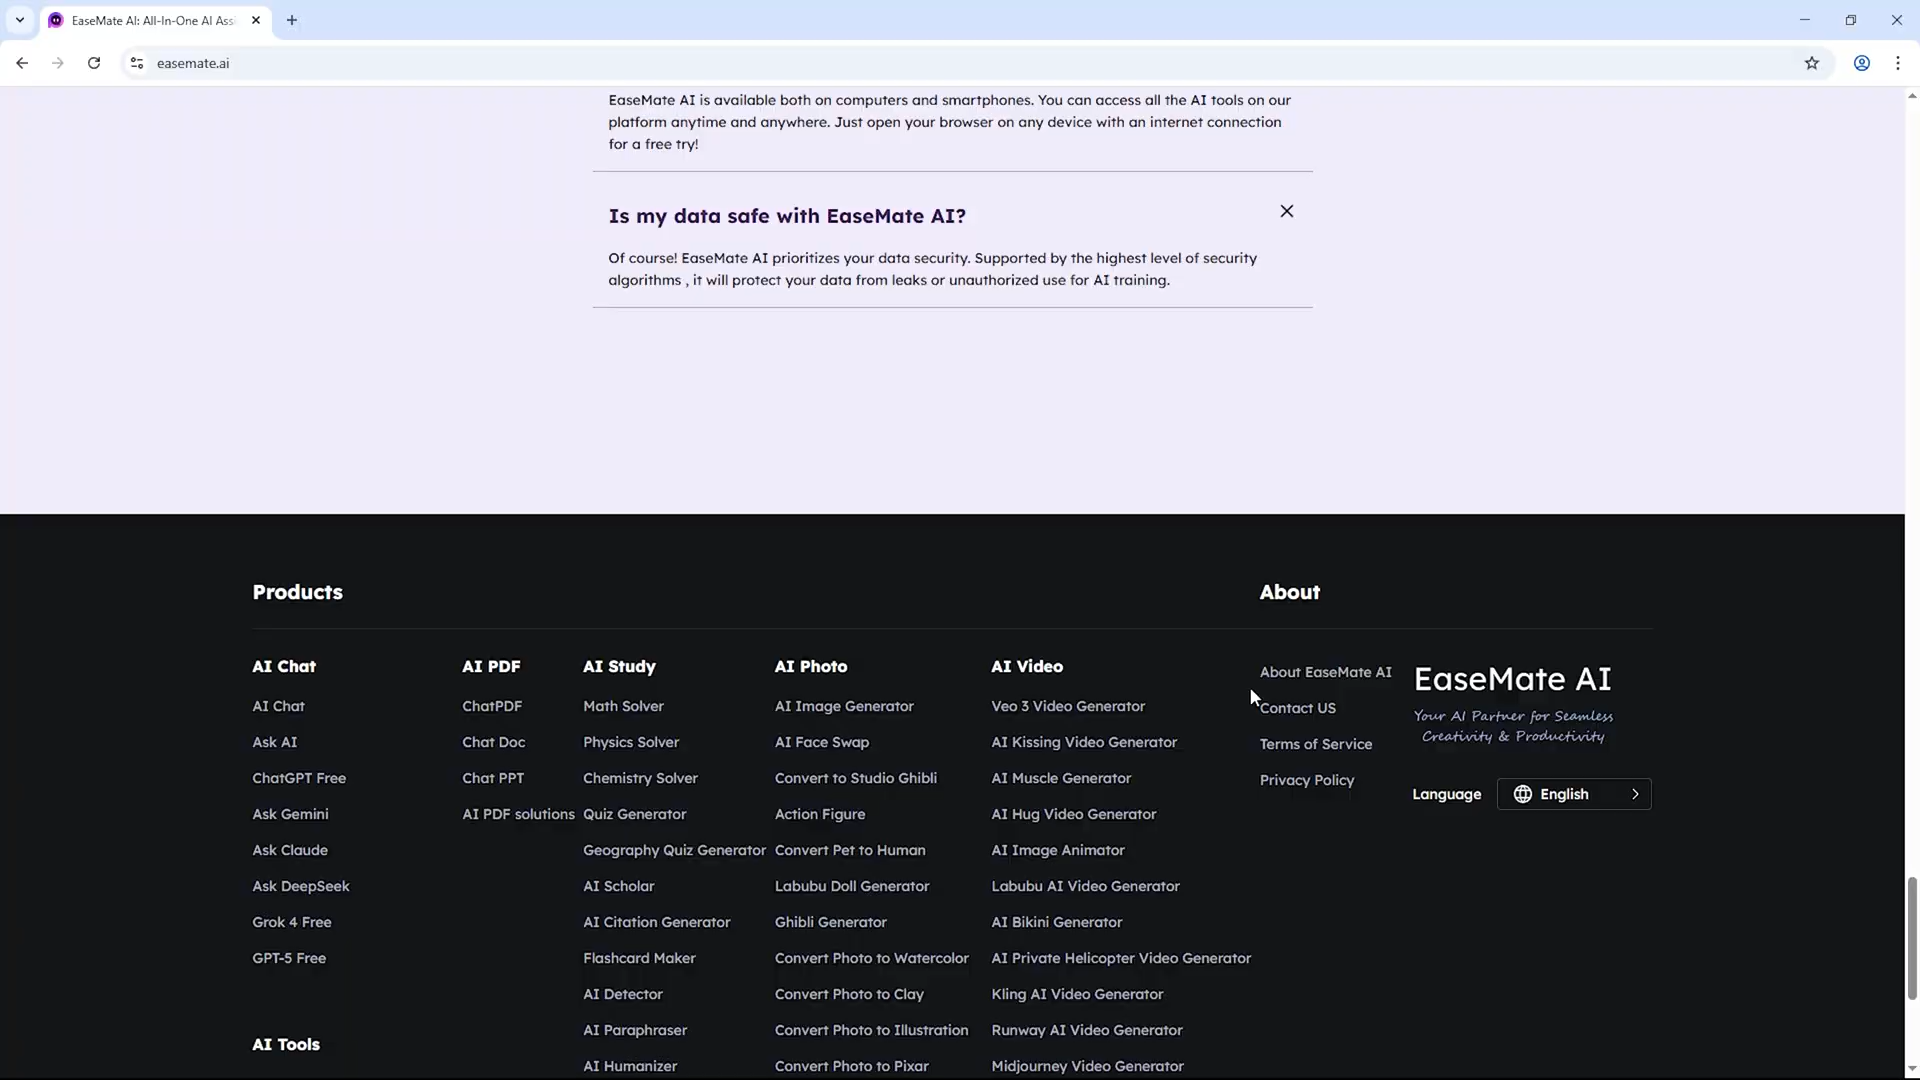 EaseMate AI: All-In-One AI Assi
easemate.ai
EaseMate AI is available both on computers and smartphones. You can access all the AI tools on our
platform anytime and anywhere. Just open your browser on any device with an internet connection
for a free try!
Is my data safe with EaseMate AI?
Of course! EaseMate AI prioritizes your data security. Supported by the highest level of security
algorithms , it will protect your data from leaks or unauthorized use for AI training.
Products
AI Chat
AI Chat
Ask AI
ChatGPT Free
Ask Gemini
Ask Claude
Ask DeepSeek
Grok 4 Free
GPT-5 Free
AI Tools
AI PDF
ChatPDF
Chat Doc
Chat PPT
AI PDF solutions
AI Study
Math Solver
Physics Solver
Chemistry Solver
Quiz Generator
Geography Quiz Generator
AI Scholar
AI Citation Generator
Flashcard Maker
AI Detector
AI Paraphraser
AI Humanizer
AI Photo
AI Image Generator
AI Face Swap
Convert to Studio Ghibli
Action Figure
Convert Pet to Human
Labubu Doll Generator
Ghibli Generator
Convert Photo to Watercolor
Convert Photo to Clay
Convert Photo to Illustration
Convert Photo to Pixar
AI Video
Veo 3 Video Generator
AI Kissing Video Generator
AI Muscle Generator
AI Hug Video Generator
AI Image Animator
Labubu AI Video Generator
AI Bikini Generator
AI Private Helicopter Video Generator
Kling AI Video Generator
Runway AI Video Generator
Midjourney Video Generator
About
About EaseMate AI
Contact US
Terms of Service
Privacy Policy
EaseMate AI
Your AI Partner for Seamless
Creativity & Productivity
Language
English